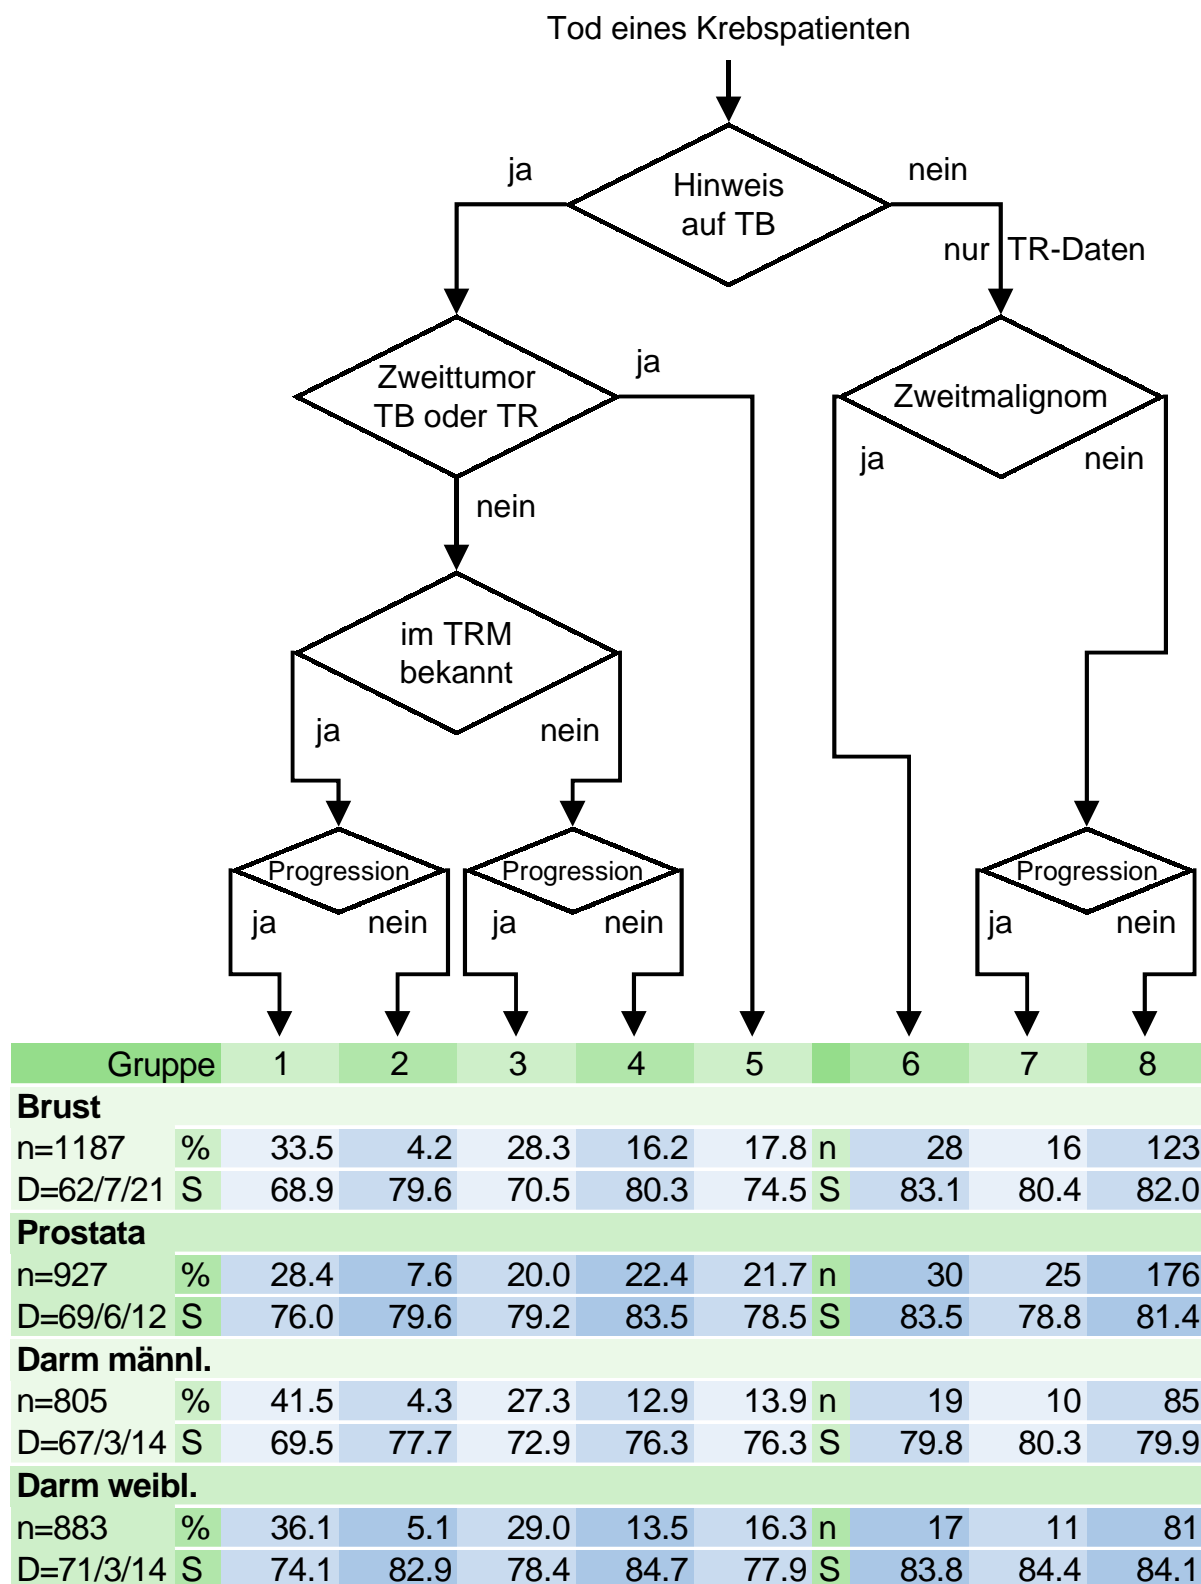 Tod eines Krebspatienten
ja
nein
Hinweis
auf TB
nur TR-Daten
Zweittumor
TB oder TR
ja
Zweitmalignom
ja
nein
nein
im TRM
bekannt
ja
nein
Progression
Progression
Progression
ja nein ja nein ja nein
Gruppe 1 2 3 4 5 6 7 8
Brust
n=1187 % 33.5 4.2 28.3 16.2 17.8 n 28 16 123
D=62/7/21 S 68.9 79.6 70.5 80.3 74.5 S 83.1 80.4 82.0
Prostata
n=927 % 28.4 7.6 20.0 22.4 21.7 n 30 25 176
D=69/6/12 S 76.0 79.6 79.2 83.5 78.5 S 83.5 78.8 81.4
Darm männl.
n=805 % 41.5 4.3 27.3 12.9 13.9 n 19 10 85
D=67/3/14 S 69.5 77.7 72.9 76.3 76.3 S 79.8 80.3 79.9
Darm weibl.
n=883 % 36.1 5.1 29.0 13.5 16.3 n 17 11 81
D=71/3/14 S 74.1 82.9 78.4 84.7 77.9 S 83.8 84.4 84.1